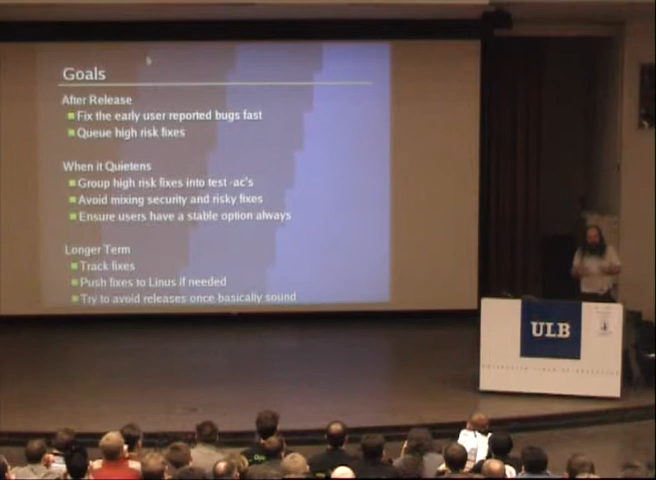 Goals
After Release
Fix the early user reported bugs fast
Queue high risk fixes
When it Quietens
Group high risk fixes into test -ac's
Avoid mixing security and risky fixes
Ensure users have a stable option always
Longer Term
Track fixes
Push fixes to Linus if needed
Try to avoid releases once basically sound
ULB